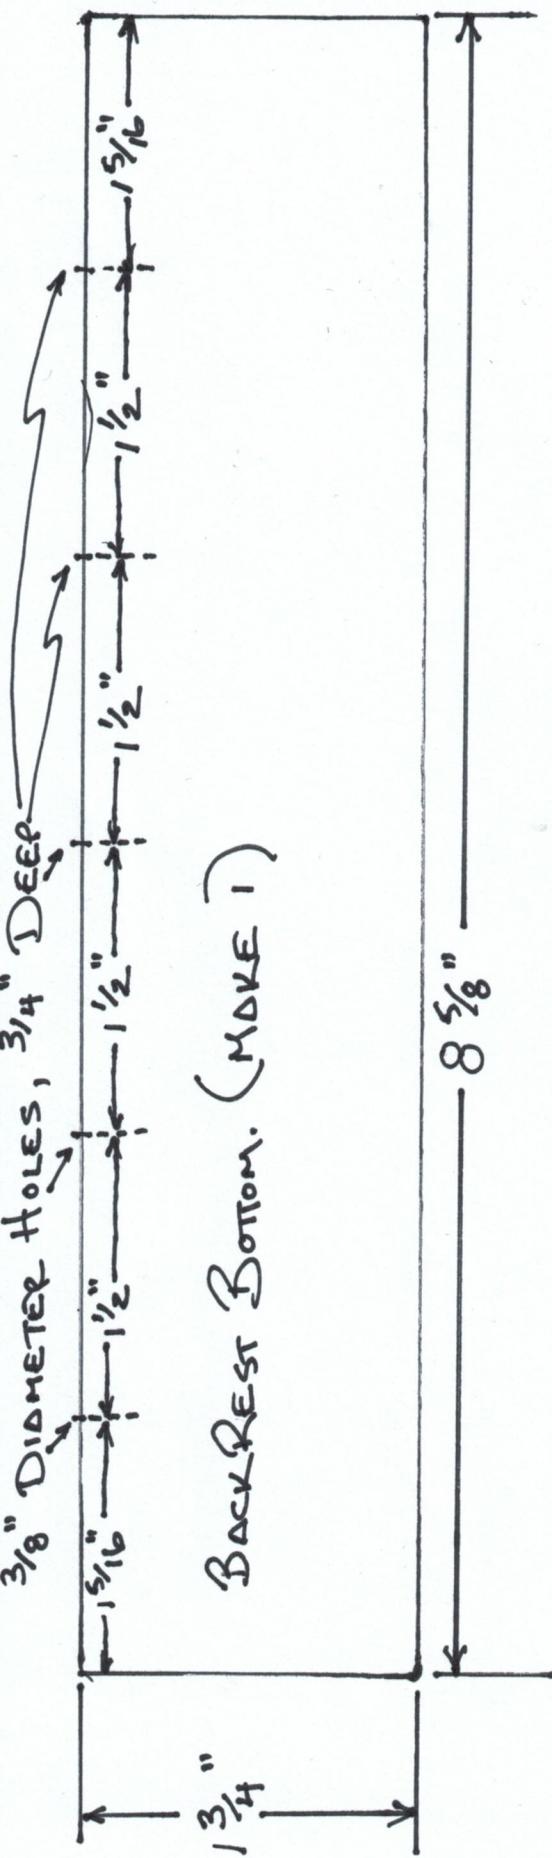 3/8" DIAMETER HOLES, 3/4" DEEP
1 5/16" 1 1/2" 1 1/2" 1 1/2" 1 1/2" 1 5/16"
BACKREST BOTTOM. (MAKE 1)
1 3/4"
8 5/8"